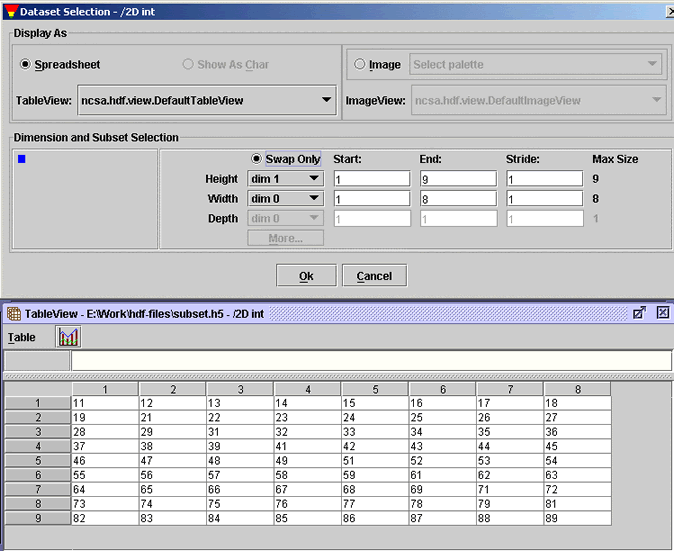 Dataset Selection - /2D int
Display As
Spreadsheet Show As Char Image Select palette
TableView: ncsa.hdf.view.DefaultTableView ImageView: ncsa.hdf.view.DefaultImageView
Dimension and Subset Selection
Swap Only Start: End: Stride: Max Size
Height dim 1 1 9 1 9
Width dim 0 1 8 1 8
Depth dim 0 1 1 1 1
More...
Ok Cancel
TableView - E:\Work\hdf-files\subset.h5 - /2D int
Table
1 2 3 4 5 6 7 8
1 11 12 13 14 15 16 17 18
2 19 21 22 23 24 25 26 27
3 28 29 31 32 33 34 35 36
4 37 38 39 41 42 43 44 45
5 46 47 48 49 51 52 53 54
6 55 56 57 58 59 61 62 63
7 64 65 66 67 68 69 71 72
8 73 74 75 76 77 78 79 81
9 82 83 84 85 86 87 88 89